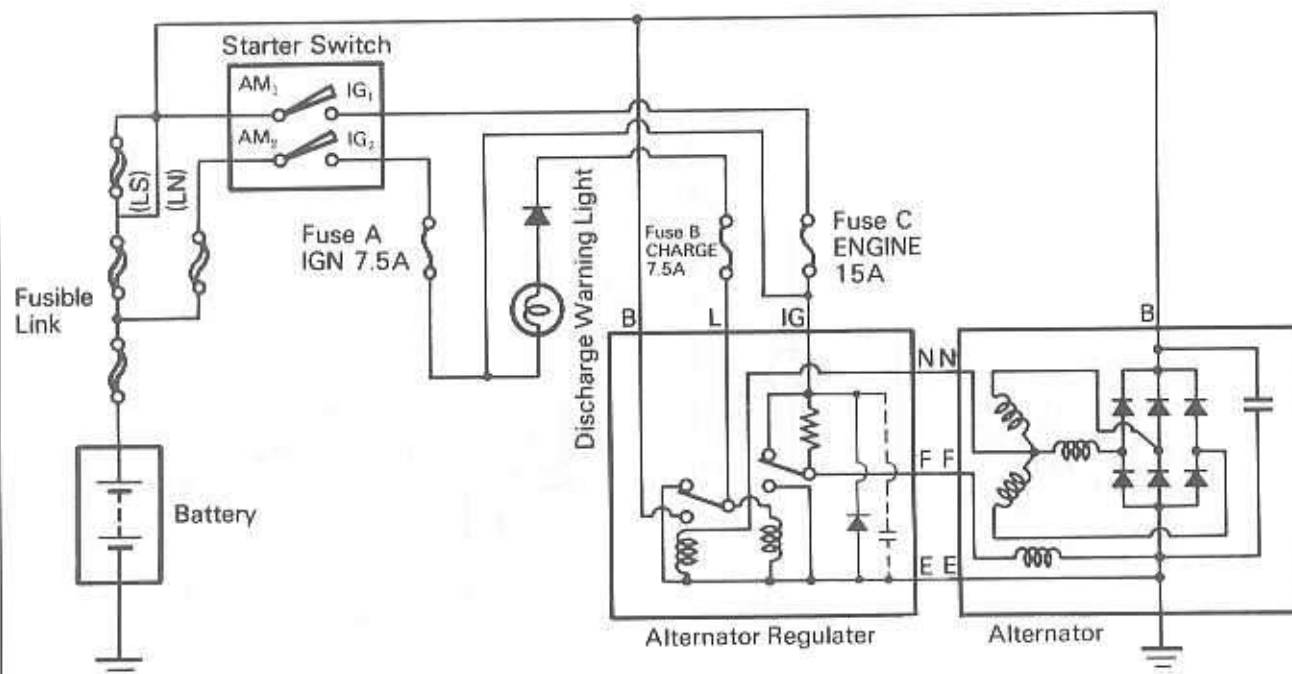 Starter Switch
AM₁ IG₁
AM₂ IG₂
(LS)
(LN)
Fusible
Link
Battery
Fuse A
IGN 7.5A
Discharge Warning Light
Fuse B
CHARGE
7.5A
Fuse C
ENGINE
15A
B L IG
B
N N
F F
E E
Alternator Regulater
Alternator